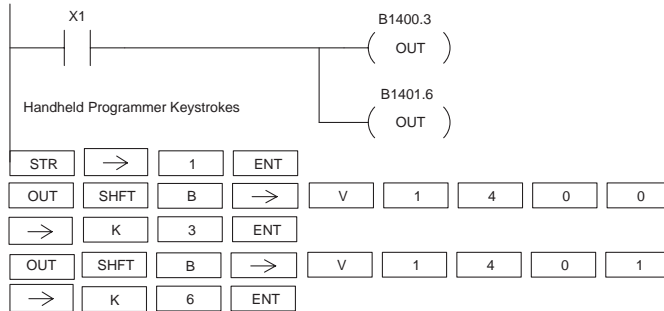 X1
B1400.3
OUT
B1401.6
OUT
Handheld Programmer Keystrokes
STR → 1 ENT
OUT SHFT B → V 1 4 0 0
→ K 3 ENT
OUT SHFT B → V 1 4 0 1
→ K 6 ENT